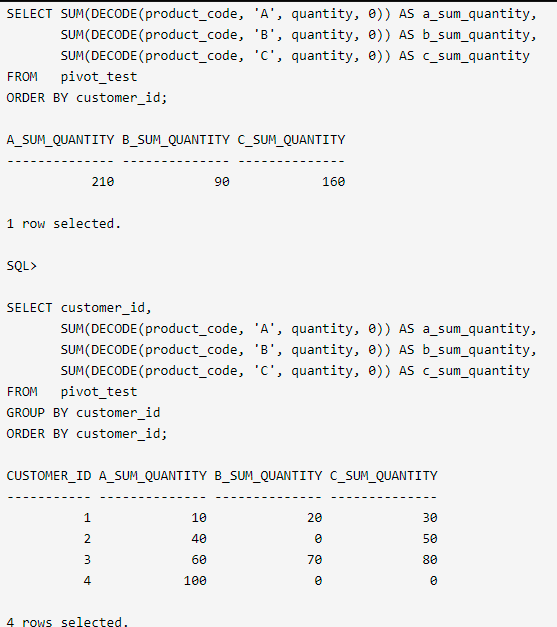 SELECT SUM(DECODE(product_code, 'A', quantity, 0)) AS a_sum_quantity,
       SUM(DECODE(product_code, 'B', quantity, 0)) AS b_sum_quantity,
       SUM(DECODE(product_code, 'C', quantity, 0)) AS c_sum_quantity
FROM   pivot_test
ORDER BY customer_id;

A_SUM_QUANTITY B_SUM_QUANTITY C_SUM_QUANTITY
-------------- -------------- --------------
           210             90            160

1 row selected.

SQL>

SELECT customer_id,
       SUM(DECODE(product_code, 'A', quantity, 0)) AS a_sum_quantity,
       SUM(DECODE(product_code, 'B', quantity, 0)) AS b_sum_quantity,
       SUM(DECODE(product_code, 'C', quantity, 0)) AS c_sum_quantity
FROM   pivot_test
GROUP BY customer_id
ORDER BY customer_id;

CUSTOMER_ID A_SUM_QUANTITY B_SUM_QUANTITY C_SUM_QUANTITY
----------- -------------- -------------- --------------
          1             10             20             30
          2             40              0             50
          3             60             70             80
          4            100              0              0

4 rows selected.